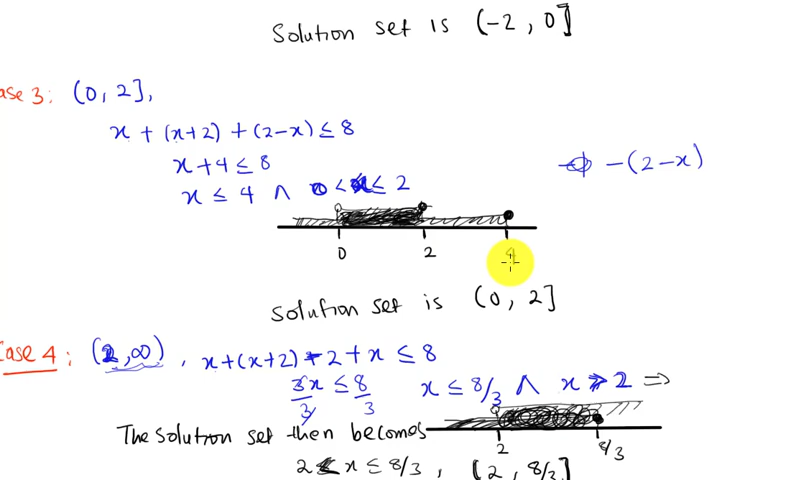 Solution set is (-2, 0]
ase 3: (0, 2],
x + (x+2) + (2-x) ≤ 8
x+4 ≤ 8
-(2-x)
x ≤ 4 ∧ 0 < x ≤ 2
0 2 4
Solution set is (0, 2]
Case 4: (2, ∞), x+(x+2) - 2 + x ≤ 8
3x/3 ≤ 8/3 x ≤ 8/3 ∧ x > 2 ⇒
The solution set then becomes
2 8/3
2 < x ≤ 8/3, (2, 8/3]